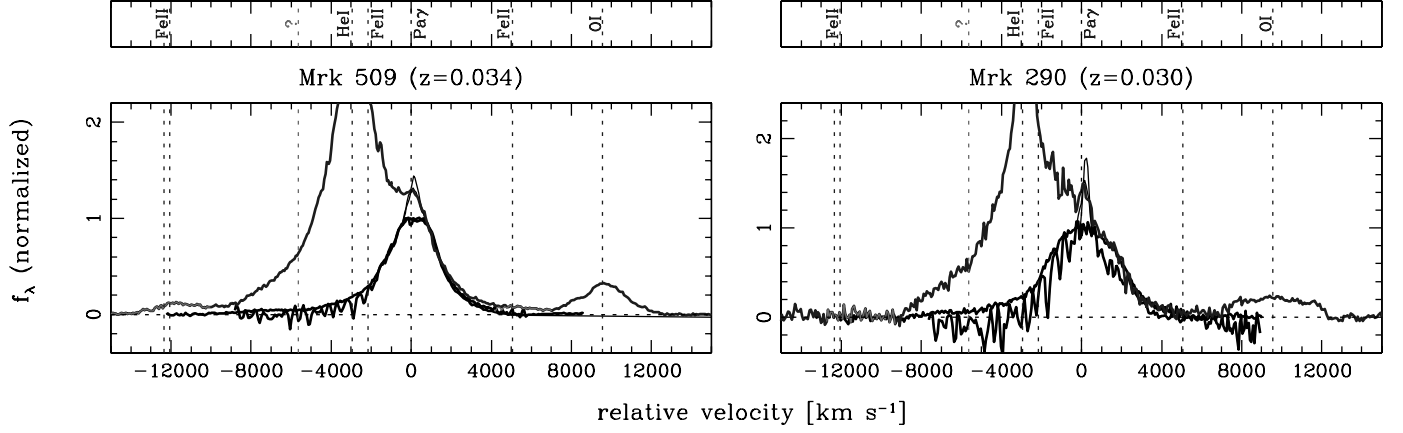 FeII ? HeI FeII Paγ FeII OI
FeII ? HeI FeII Paγ FeII OI
Mrk 509 (z=0.034)
Mrk 290 (z=0.030)
fλ (normalized)
2
1
0
2
1
0
−12000 −8000 −4000 0 4000 8000 12000
−12000 −8000 −4000 0 4000 8000 12000
relative velocity [km s⁻¹]